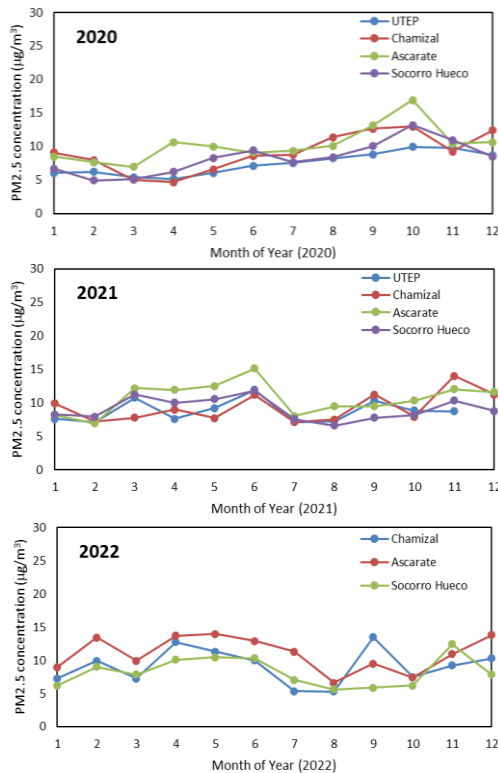 2020
UTEP
Chamizal
Ascarate
Socorro Hueco
PM2.5 concentration (µg/m³)
30
25
20
15
10
5
0
1 2 3 4 5 6 7 8 9 10 11 12
Month of Year (2020)
2021
UTEP
Chamizal
Ascarate
Socorro Hueco
PM2.5 concentration (µg/m³)
30
25
20
15
10
5
0
1 2 3 4 5 6 7 8 9 10 11 12
Month of Year (2021)
2022
Chamizal
Ascarate
Socorro Hueco
PM2.5 concentration (µg/m³)
30
25
20
15
10
5
0
1 2 3 4 5 6 7 8 9 10 11 12
Month of Year (2022)